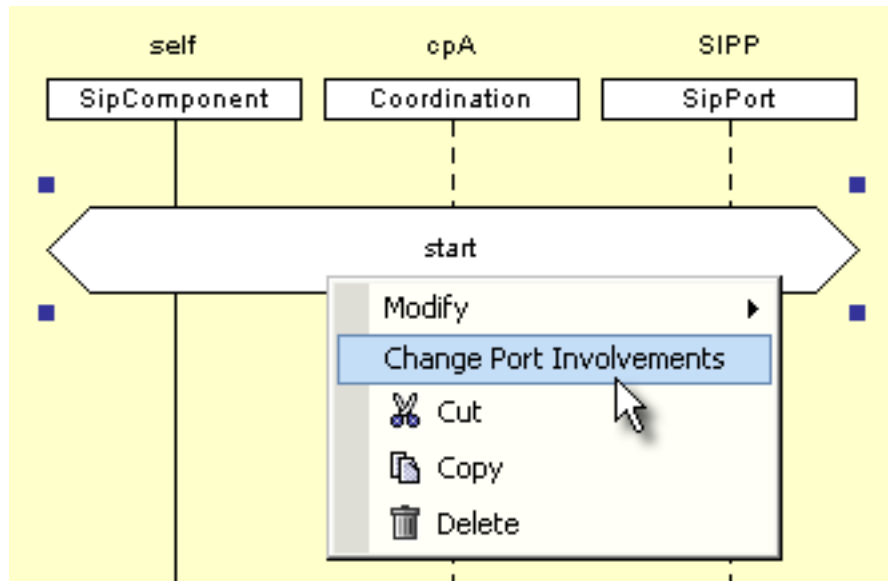 self cpA SIPP
SipComponent Coordination SipPort
start
Modify
Change Port Involvements
Cut
Copy
Delete